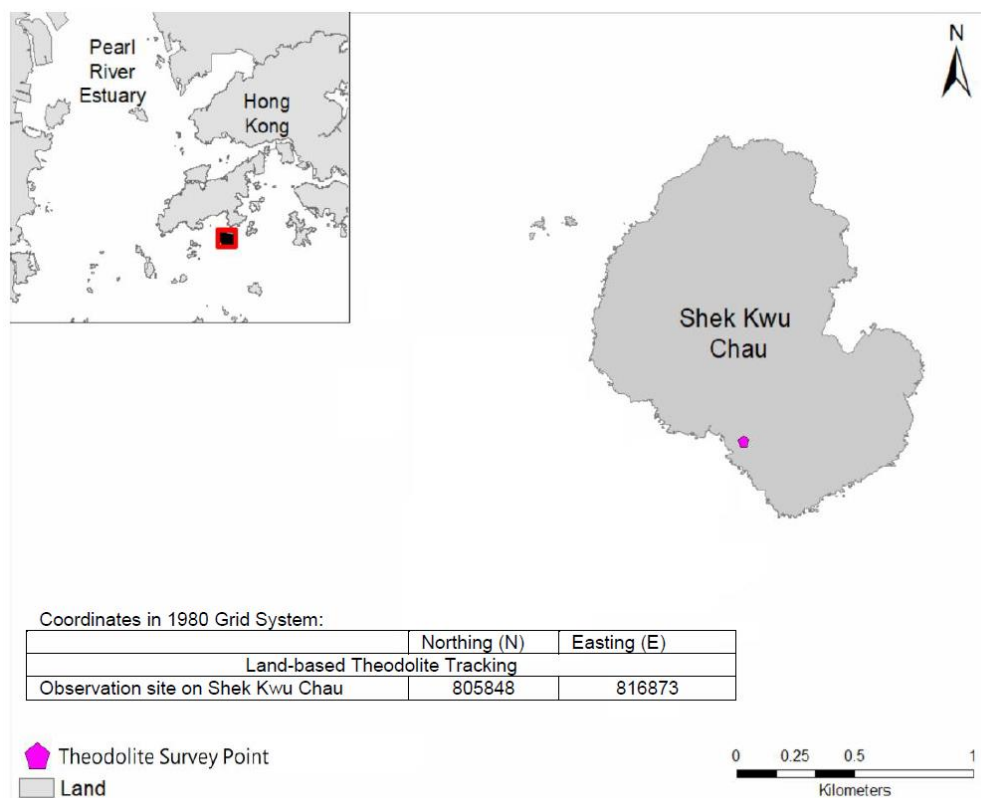 Pearl
River
Estuary
Hong
Kong
N
Shek Kwu
Chau
Coordinates in 1980 Grid System:
Northing (N) Easting (E)
Land-based Theodolite Tracking
Observation site on Shek Kwu Chau 805848 816873
Theodolite Survey Point
Land
0 0.25 0.5 1
Kilometers